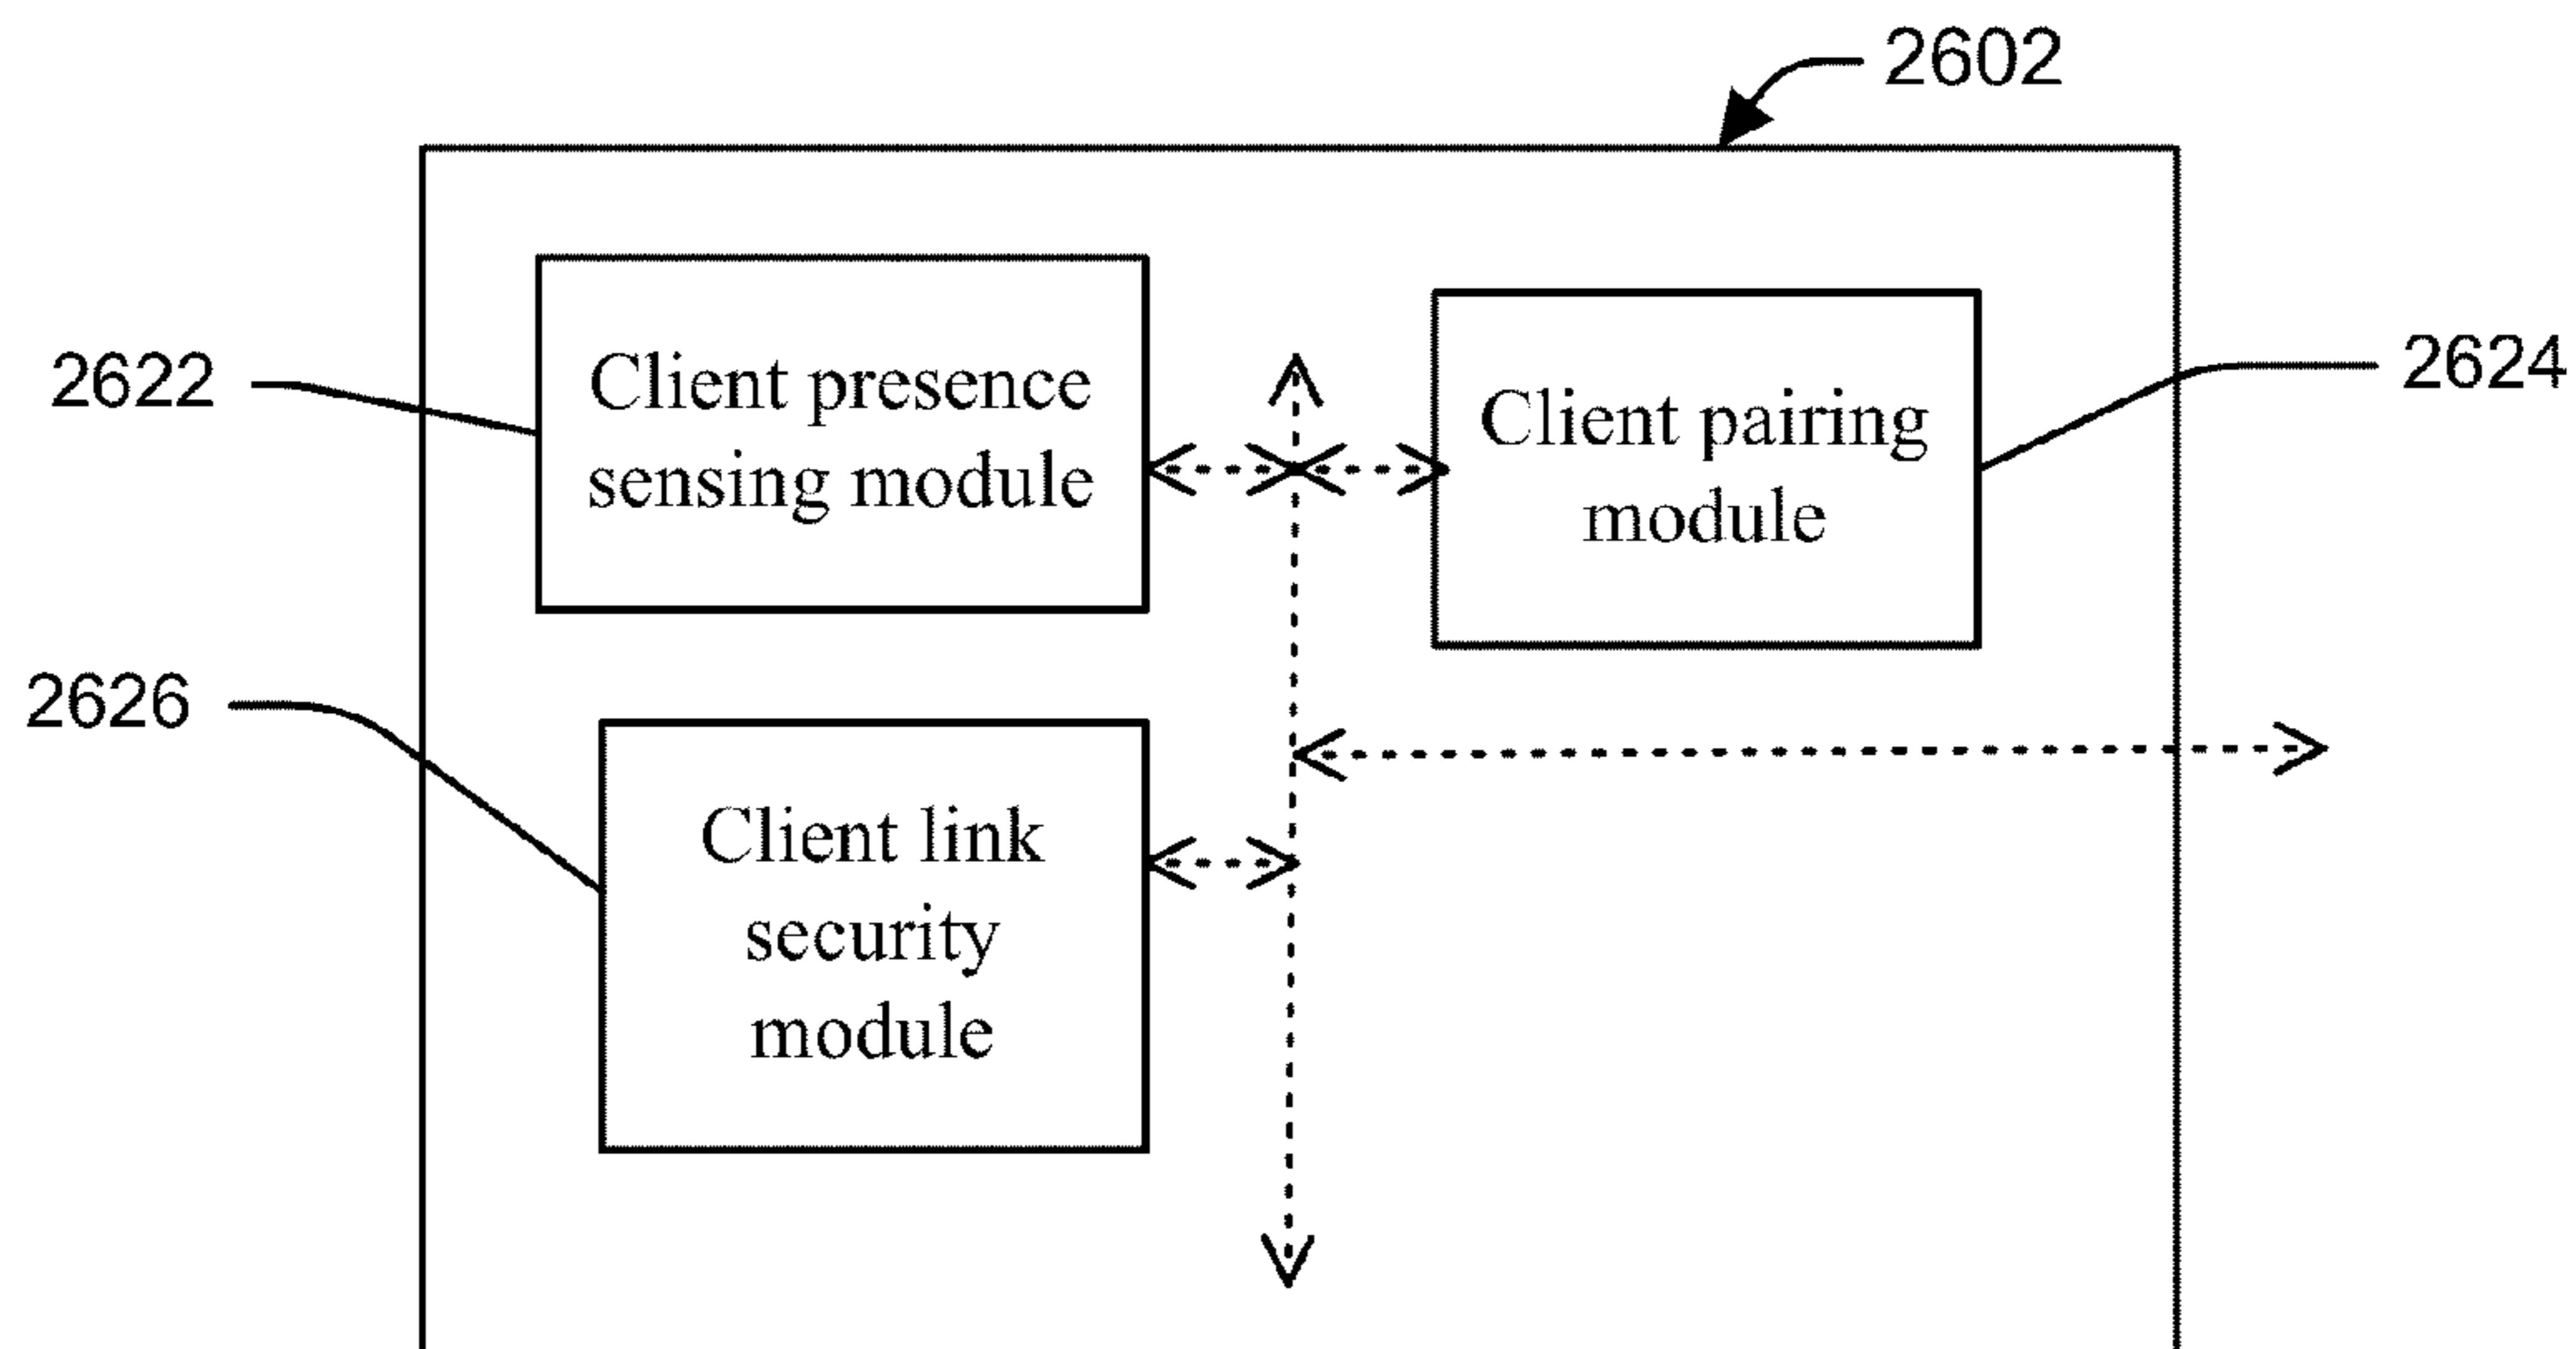 2602
2622
Client presence
sensing module
Client pairing
module
2624
2626
Client link
security
module